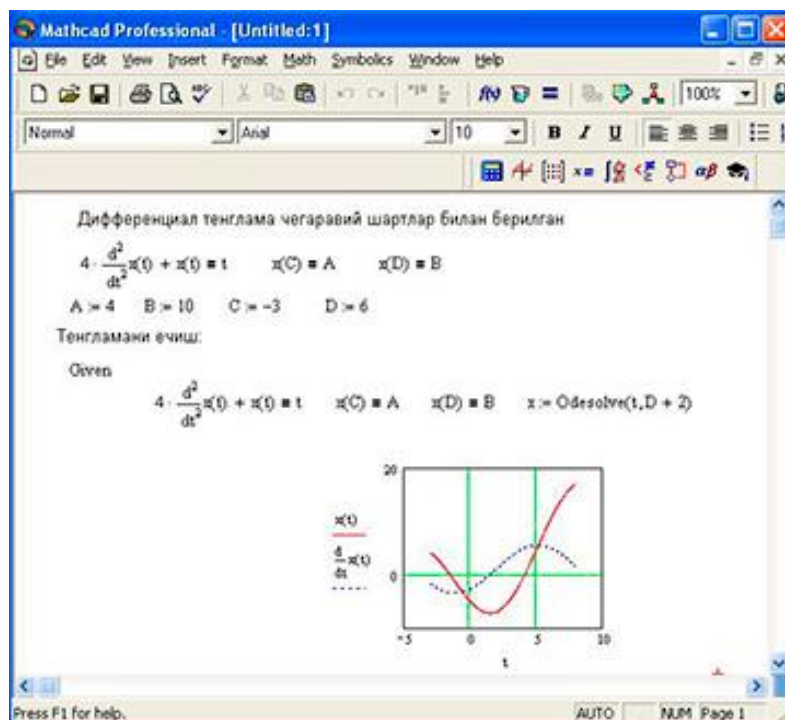 Mathcad Professional - [Untitled:1]
File Edit View Insert Format Math Symbolics Window Help
100%
Normal Arial 10 B I U
Дифференциал тенглама чегаравий шартлар билан берилган
4 · d²/dt² x(t) + x(t) = t x(C) = A x(D) = B
A := 4 B := 10 C := -3 D := 6
Тенгламани ечиш:
Given
4 · d²/dt² x(t) + x(t) = t x(C) = A x(D) = B x := Odesolve(t, D + 2)
20
x(t)
d/dt x(t)
0
-5 0 5 10
t
Press F1 for help. AUTO NUM Page 1